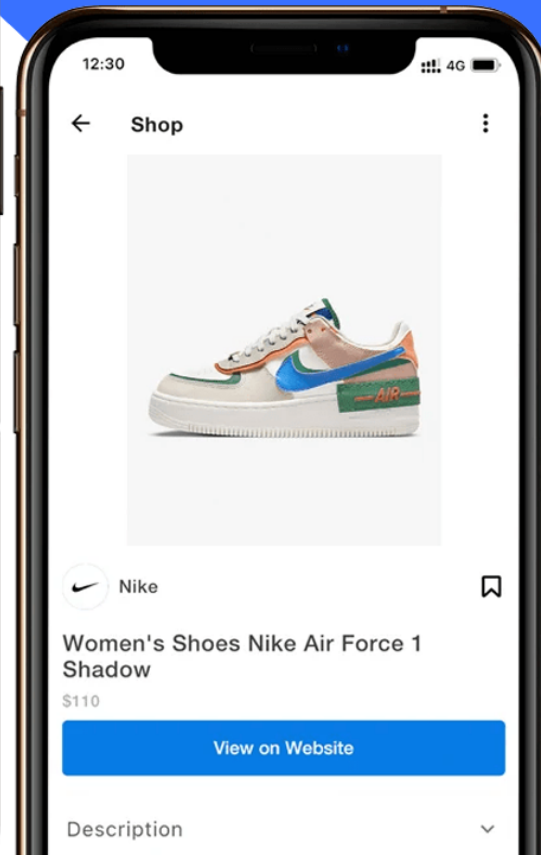 12:30
4G
Shop
AIR
Nike
Women's Shoes Nike Air Force 1
Shadow
$110
View on Website
Description